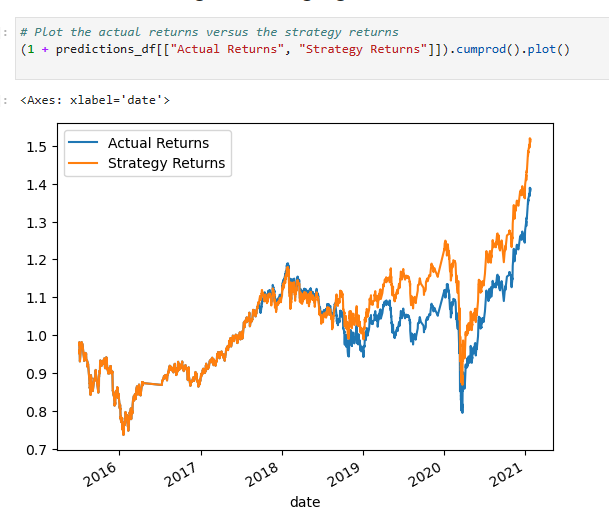 : # Plot the actual returns versus the strategy returns
(1 + predictions_df[["Actual Returns", "Strategy Returns"]]).cumprod().plot()
: <Axes: xlabel='date'>
Actual Returns
Strategy Returns
1.5
1.4
1.3
1.2
1.1
1.0
0.9
0.8
0.7
2016 2017 2018 2019 2020 2021
date